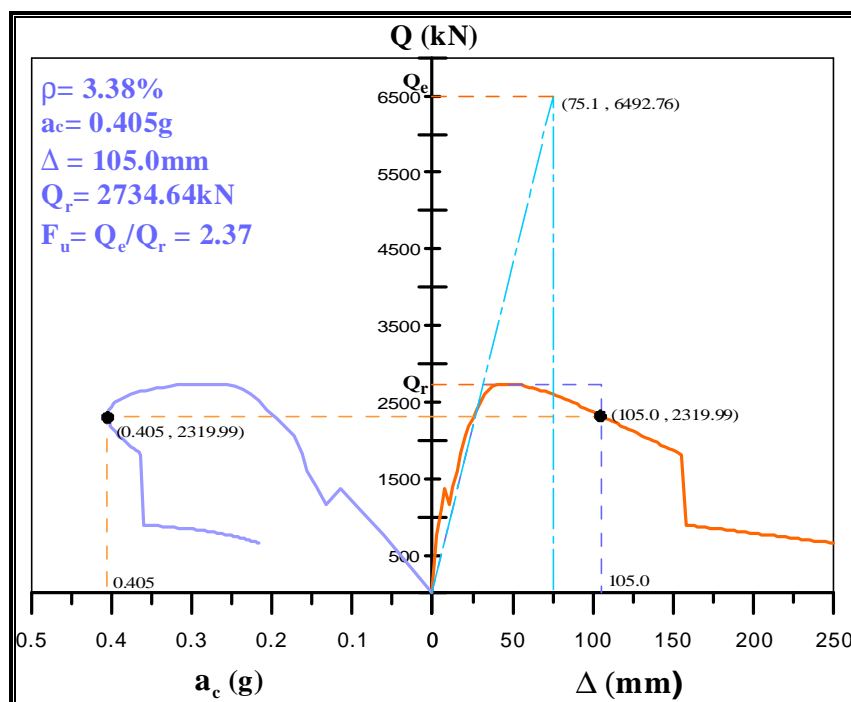 Q (kN)
ρ= 3.38%
ac= 0.405g
Δ = 105.0mm
Qr= 2734.64kN
Fu= Qe/Qr = 2.37
Qe
6500
(75.1 , 6492.76)
5500
4500
3500
Qr
2500
(0.405 , 2319.99)
(105.0 , 2319.99)
1500
500
0.405
105.0
0.5 0.4 0.3 0.2 0.1 0 0 50 100 150 200 250
ac (g)
Δ (mm)